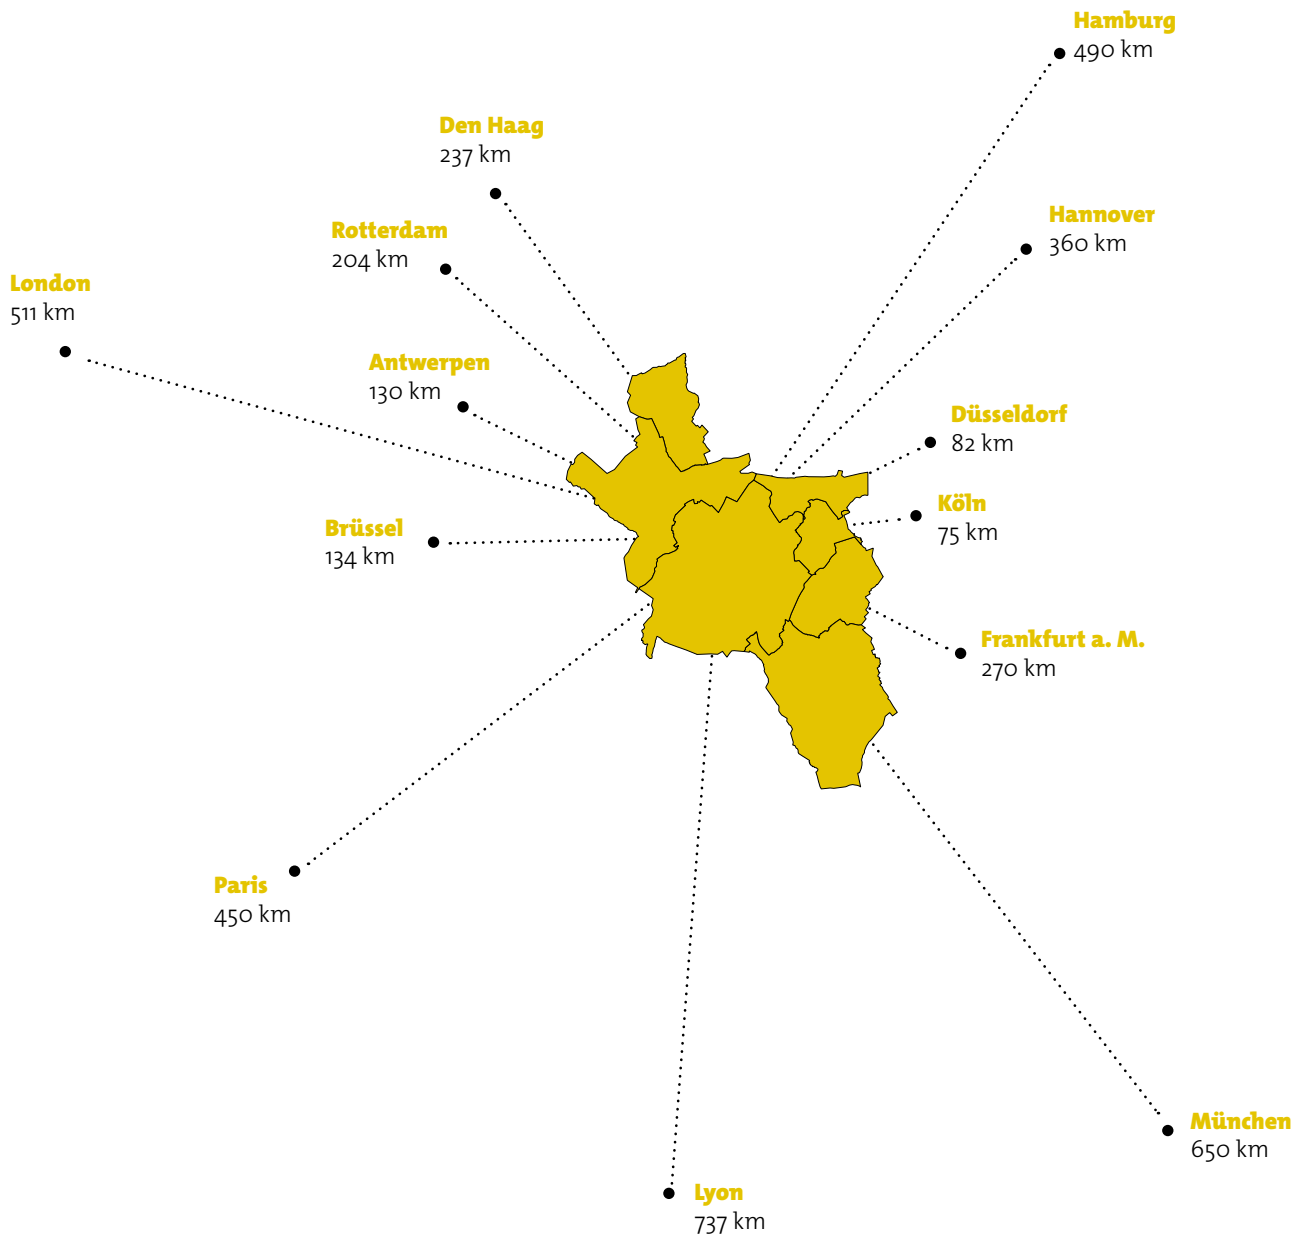 Hamburg
490 km
Den Haag
237 km
Hannover
360 km
Rotterdam
204 km
London
511 km
Antwerpen
130 km
Düsseldorf
82 km
Köln
75 km
Brüssel
134 km
Frankfurt a. M.
270 km
Paris
450 km
München
650 km
Lyon
737 km